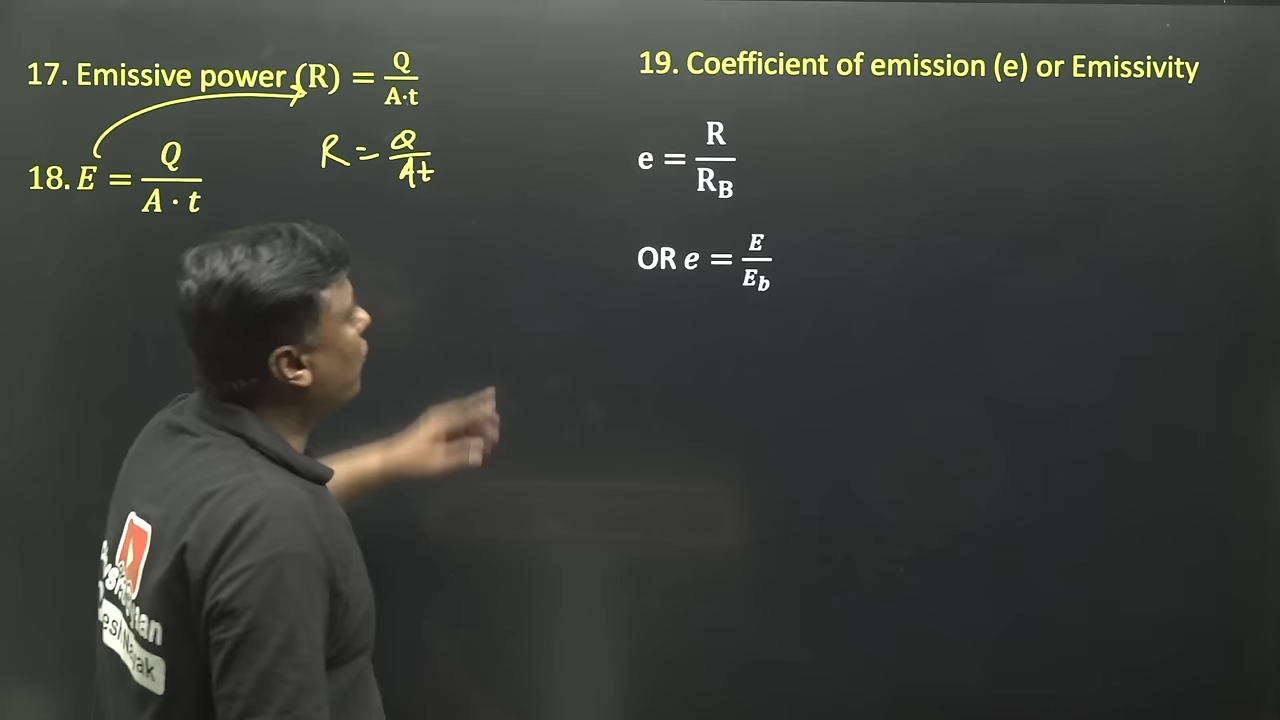 17. Emissive power (R) = Q / A·t
18. E = Q / A · t
R = Q / At
19. Coefficient of emission (e) or Emissivity
e = R / R_B
OR e = E / E_b